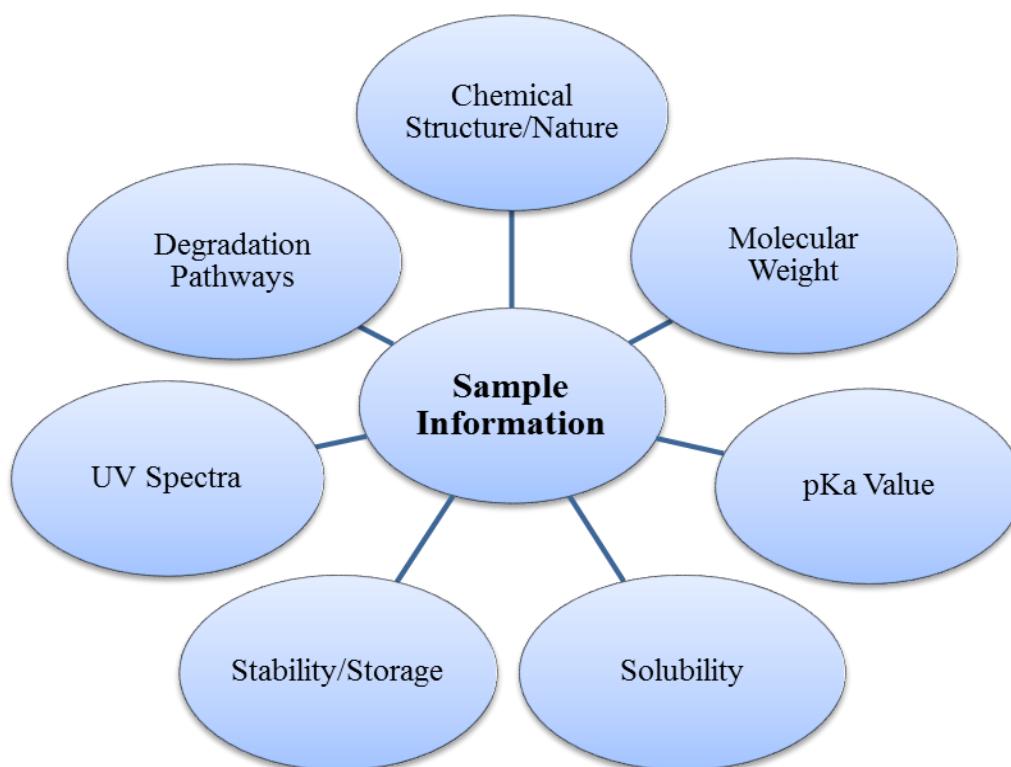 Chemical
Structure/Nature
Degradation
Pathways
Molecular
Weight
Sample
Information
UV Spectra
pKa Value
Stability/Storage
Solubility